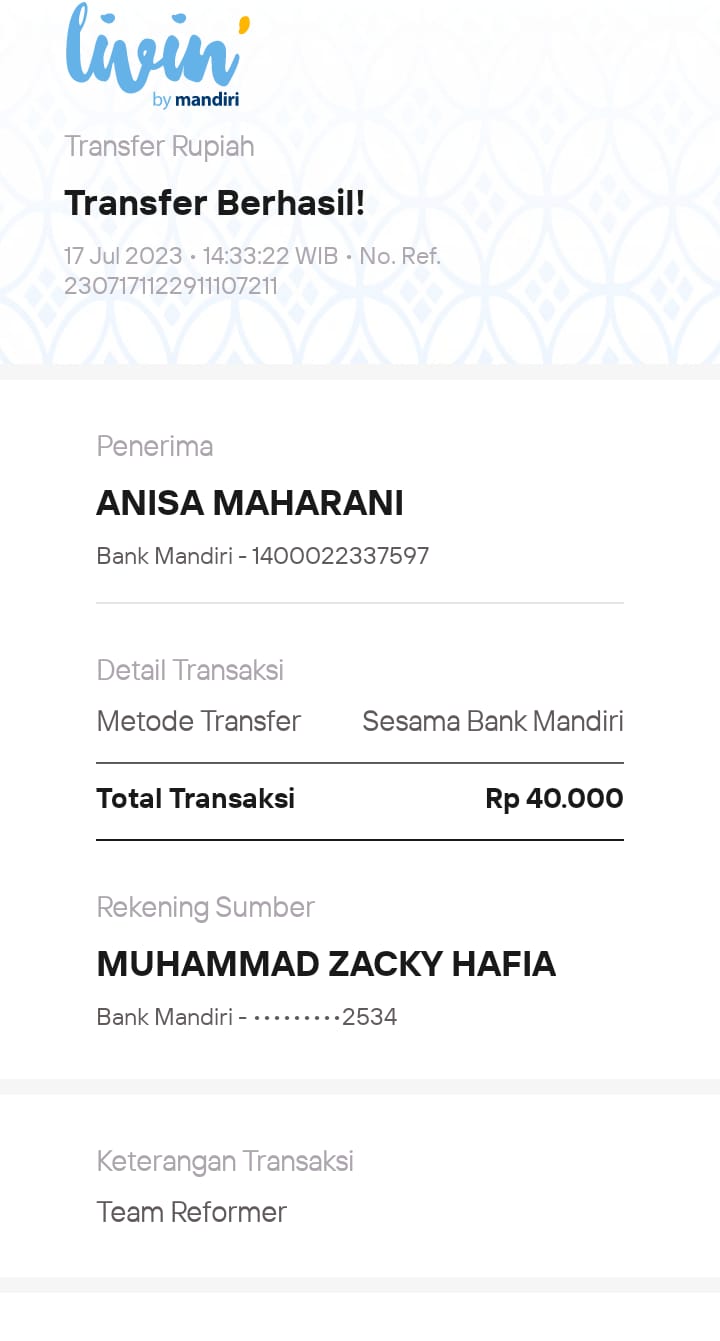 livin'
by mandiri
Transfer Rupiah
Transfer Berhasil!
17 Jul 2023 • 14:33:22 WIB • No. Ref.
2307171122911107211
Penerima
ANISA MAHARANI
Bank Mandiri - 1400022337597
Detail Transaksi
Metode Transfer Sesama Bank Mandiri
Total Transaksi Rp 40.000
Rekening Sumber
MUHAMMAD ZACKY HAFIA
Bank Mandiri - •••••••••2534
Keterangan Transaksi
Team Reformer